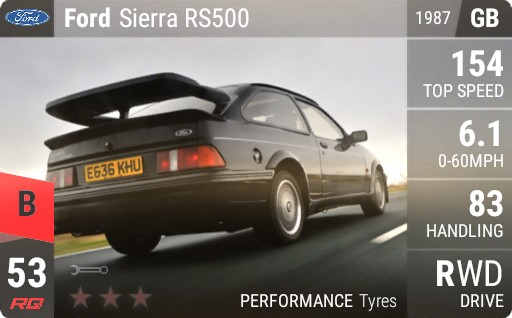 Ford Ford Sierra RS500 1987 GB
154
TOP SPEED
6.1
0-60MPH
E636 KHU
Ford
B
83
HANDLING
53
RQ
RWD
DRIVE
PERFORMANCE Tyres